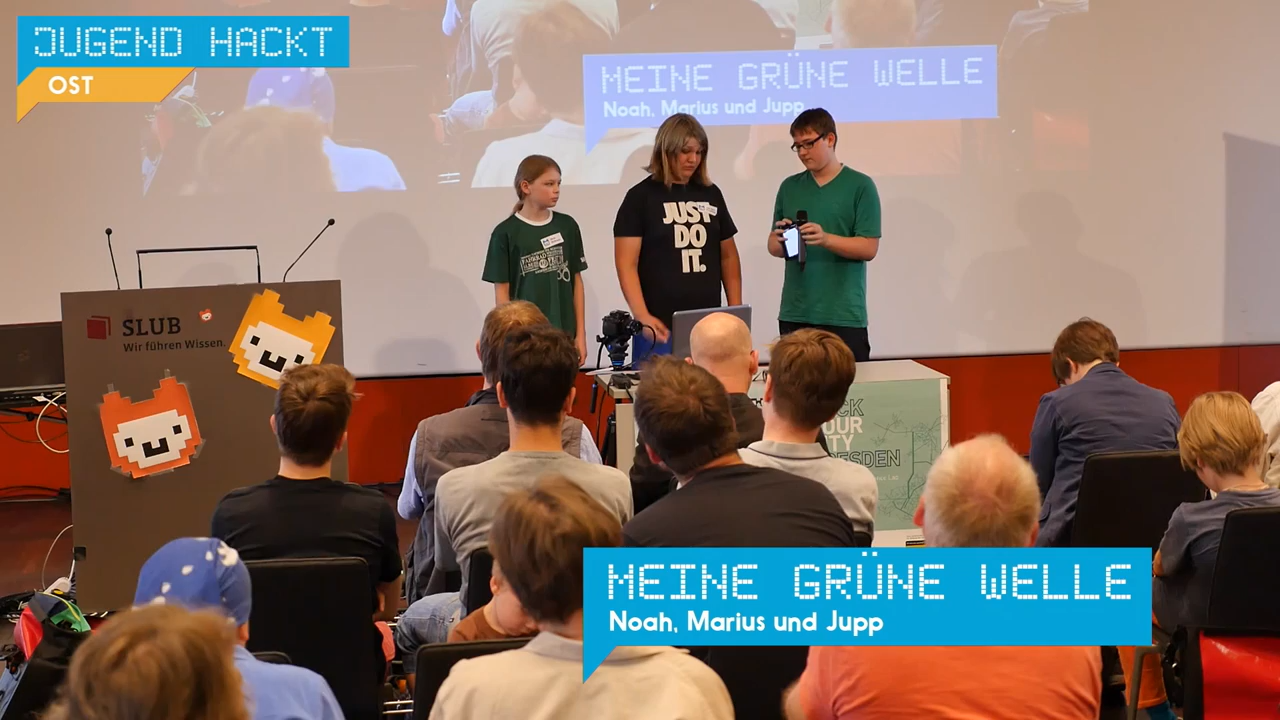 JUGEND HACKT
OST
MEINE GRÜNE WELLE
Noah, Marius und Jupp
JUST
DO
IT.
FAHRRAD
SLUB
Wir führen Wissen.
MEINE GRÜNE WELLE
Noah, Marius und Jupp